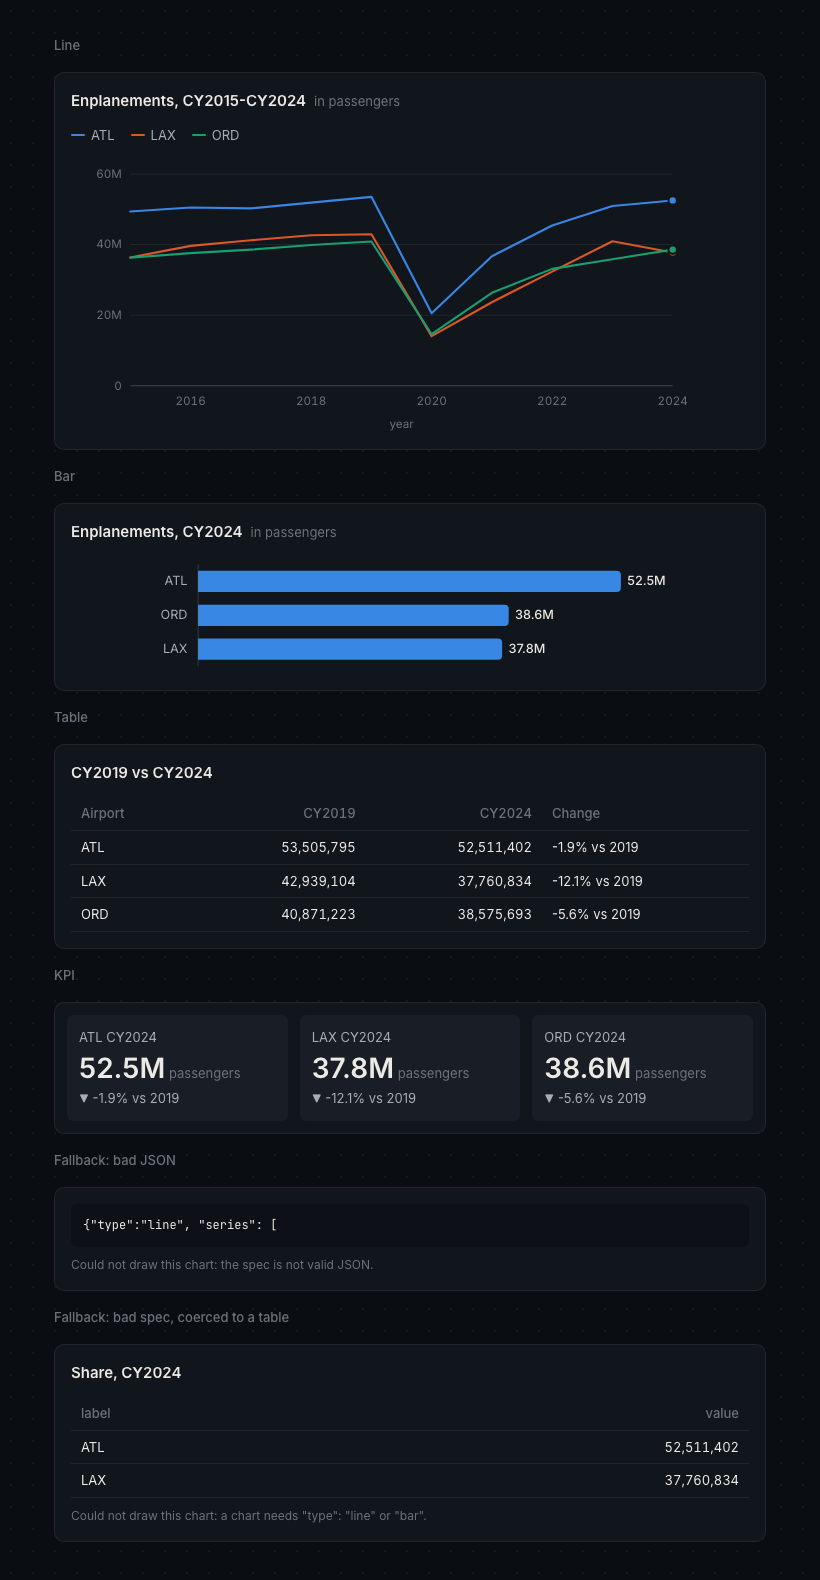 Line
Enplanements, CY2015-CY2024 in passengers
ATL LAX ORD
60M
40M
20M
0
2016 2018 2020 2022 2024
year
Bar
Enplanements, CY2024 in passengers
ATL 52.5M
ORD 38.6M
LAX 37.8M
Table
CY2019 vs CY2024
Airport CY2019 CY2024 Change
ATL 53,505,795 52,511,402 -1.9% vs 2019
LAX 42,939,104 37,760,834 -12.1% vs 2019
ORD 40,871,223 38,575,693 -5.6% vs 2019
KPI
ATL CY2024 LAX CY2024 ORD CY2024
52.5M passengers 37.8M passengers 38.6M passengers
▼ -1.9% vs 2019 ▼ -12.1% vs 2019 ▼ -5.6% vs 2019
Fallback: bad JSON
{"type":"line", "series": [
Could not draw this chart: the spec is not valid JSON.
Fallback: bad spec, coerced to a table
Share, CY2024
label value
ATL 52,511,402
LAX 37,760,834
Could not draw this chart: a chart needs "type": "line" or "bar".